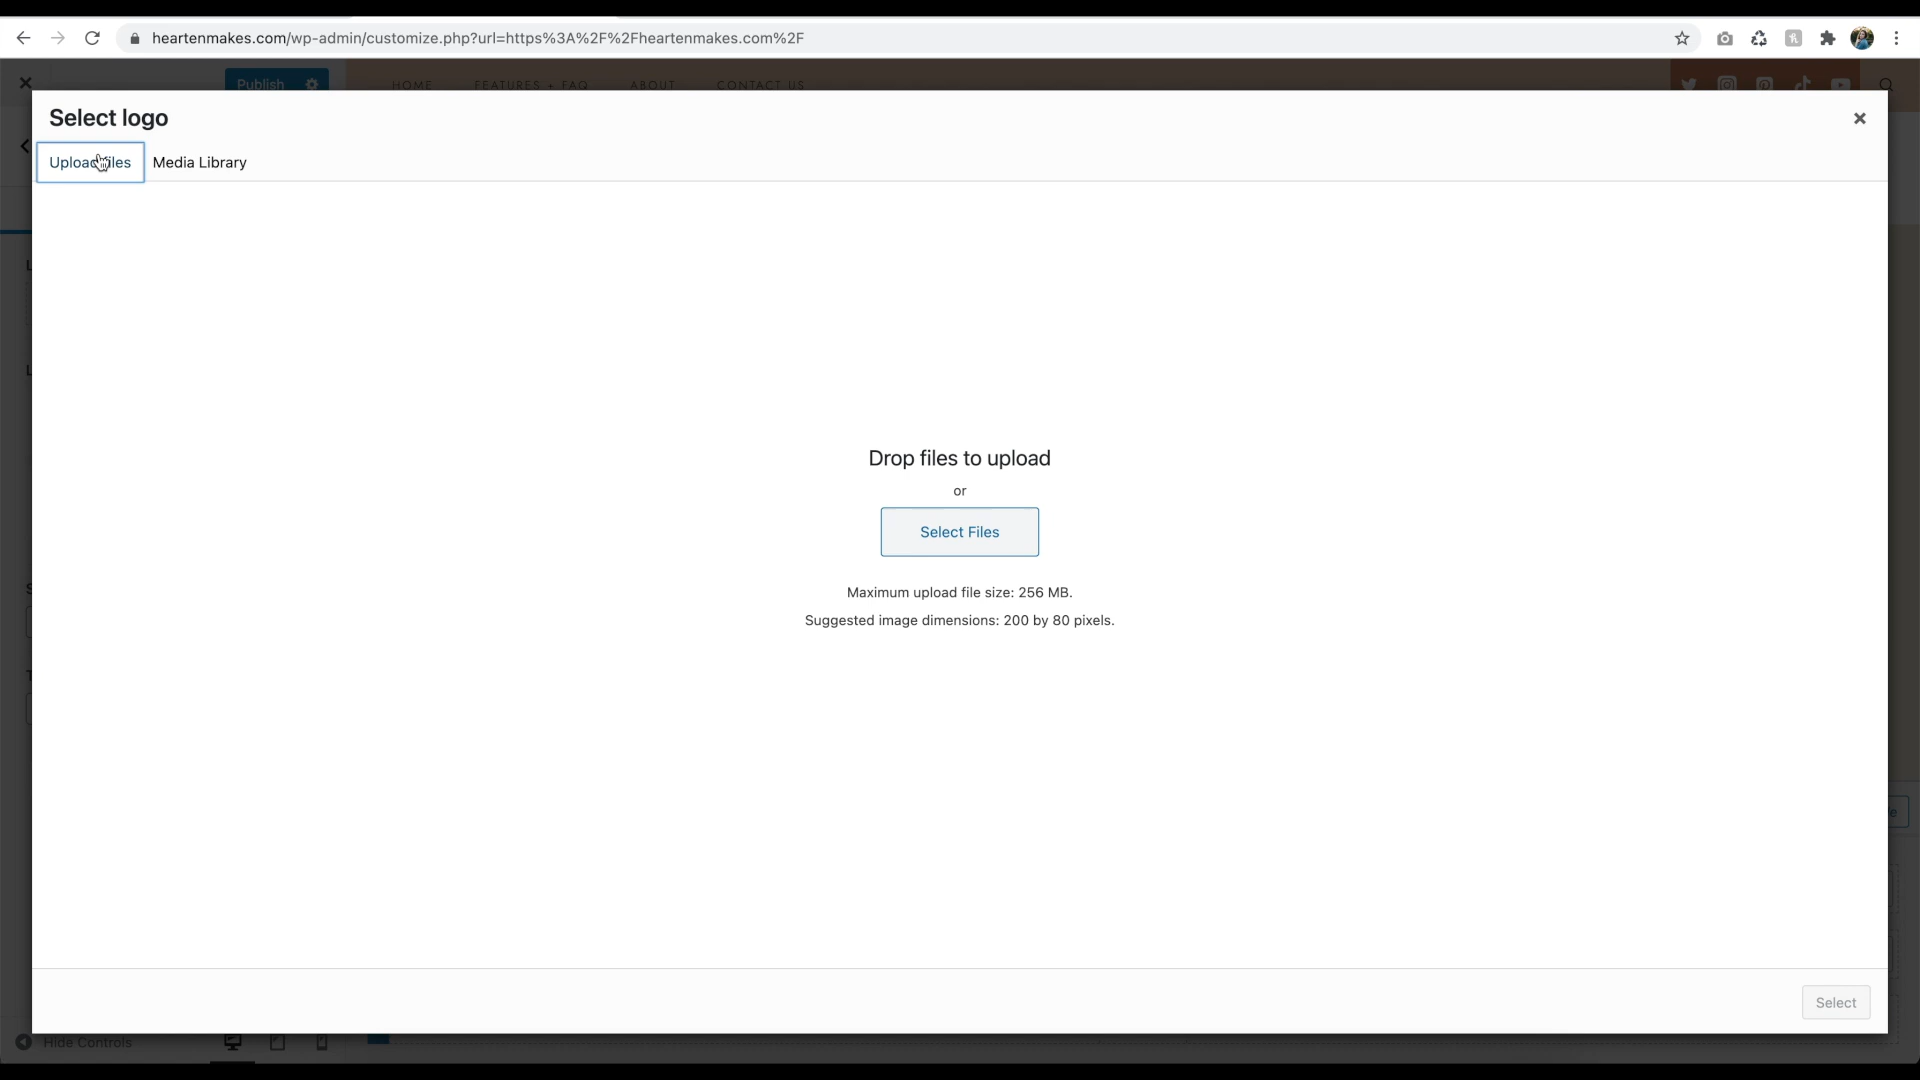 heartenmakes.com/wp-admin/customize.php?url=https%3A%2F%2Fheartenmakes.com%2F
Publish
HOME FEATURES + FAQ ABOUT CONTACT US
Select logo
Upload files Media Library
Drop files to upload
or
Select Files
Maximum upload file size: 256 MB.
Suggested image dimensions: 200 by 80 pixels.
Select
Hide Controls